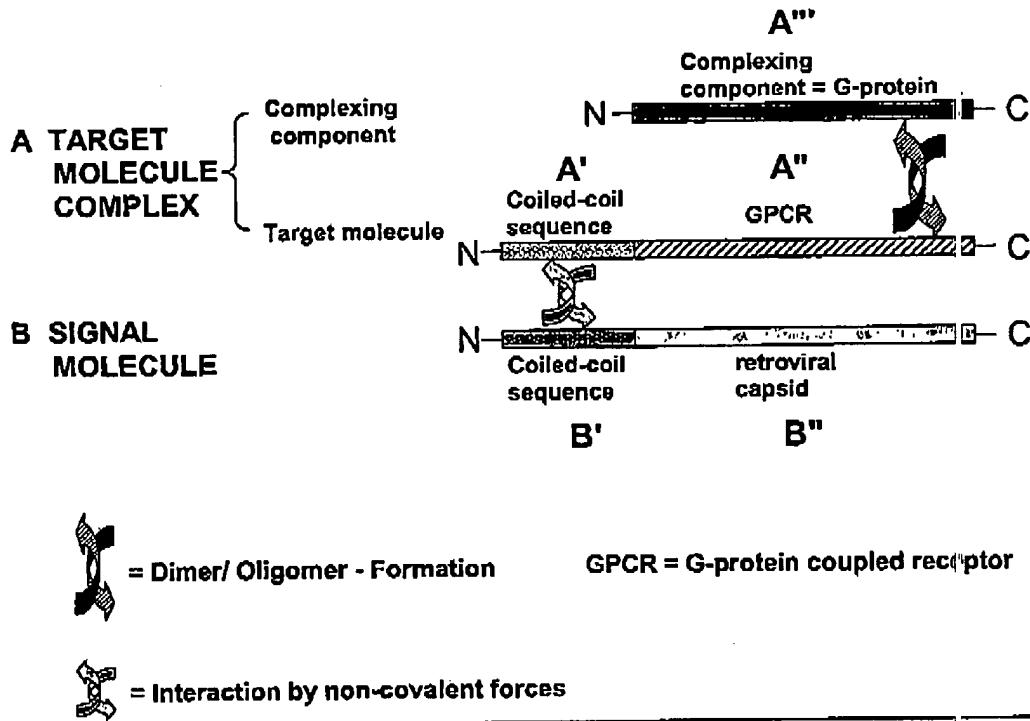 A'''
Complexing
component = G-protein
N
C
Complexing
component
A TARGET
MOLECULE
COMPLEX
A'
A"
Coiled-coil
sequence
GPCR
Target molecule
N
C
B SIGNAL
MOLECULE
N
C
Coiled-coil
sequence
retroviral
capsid
B'
B"
= Dimer/ Oligomer - Formation
GPCR = G-protein coupled receptor
= Interaction by non-covalent forces